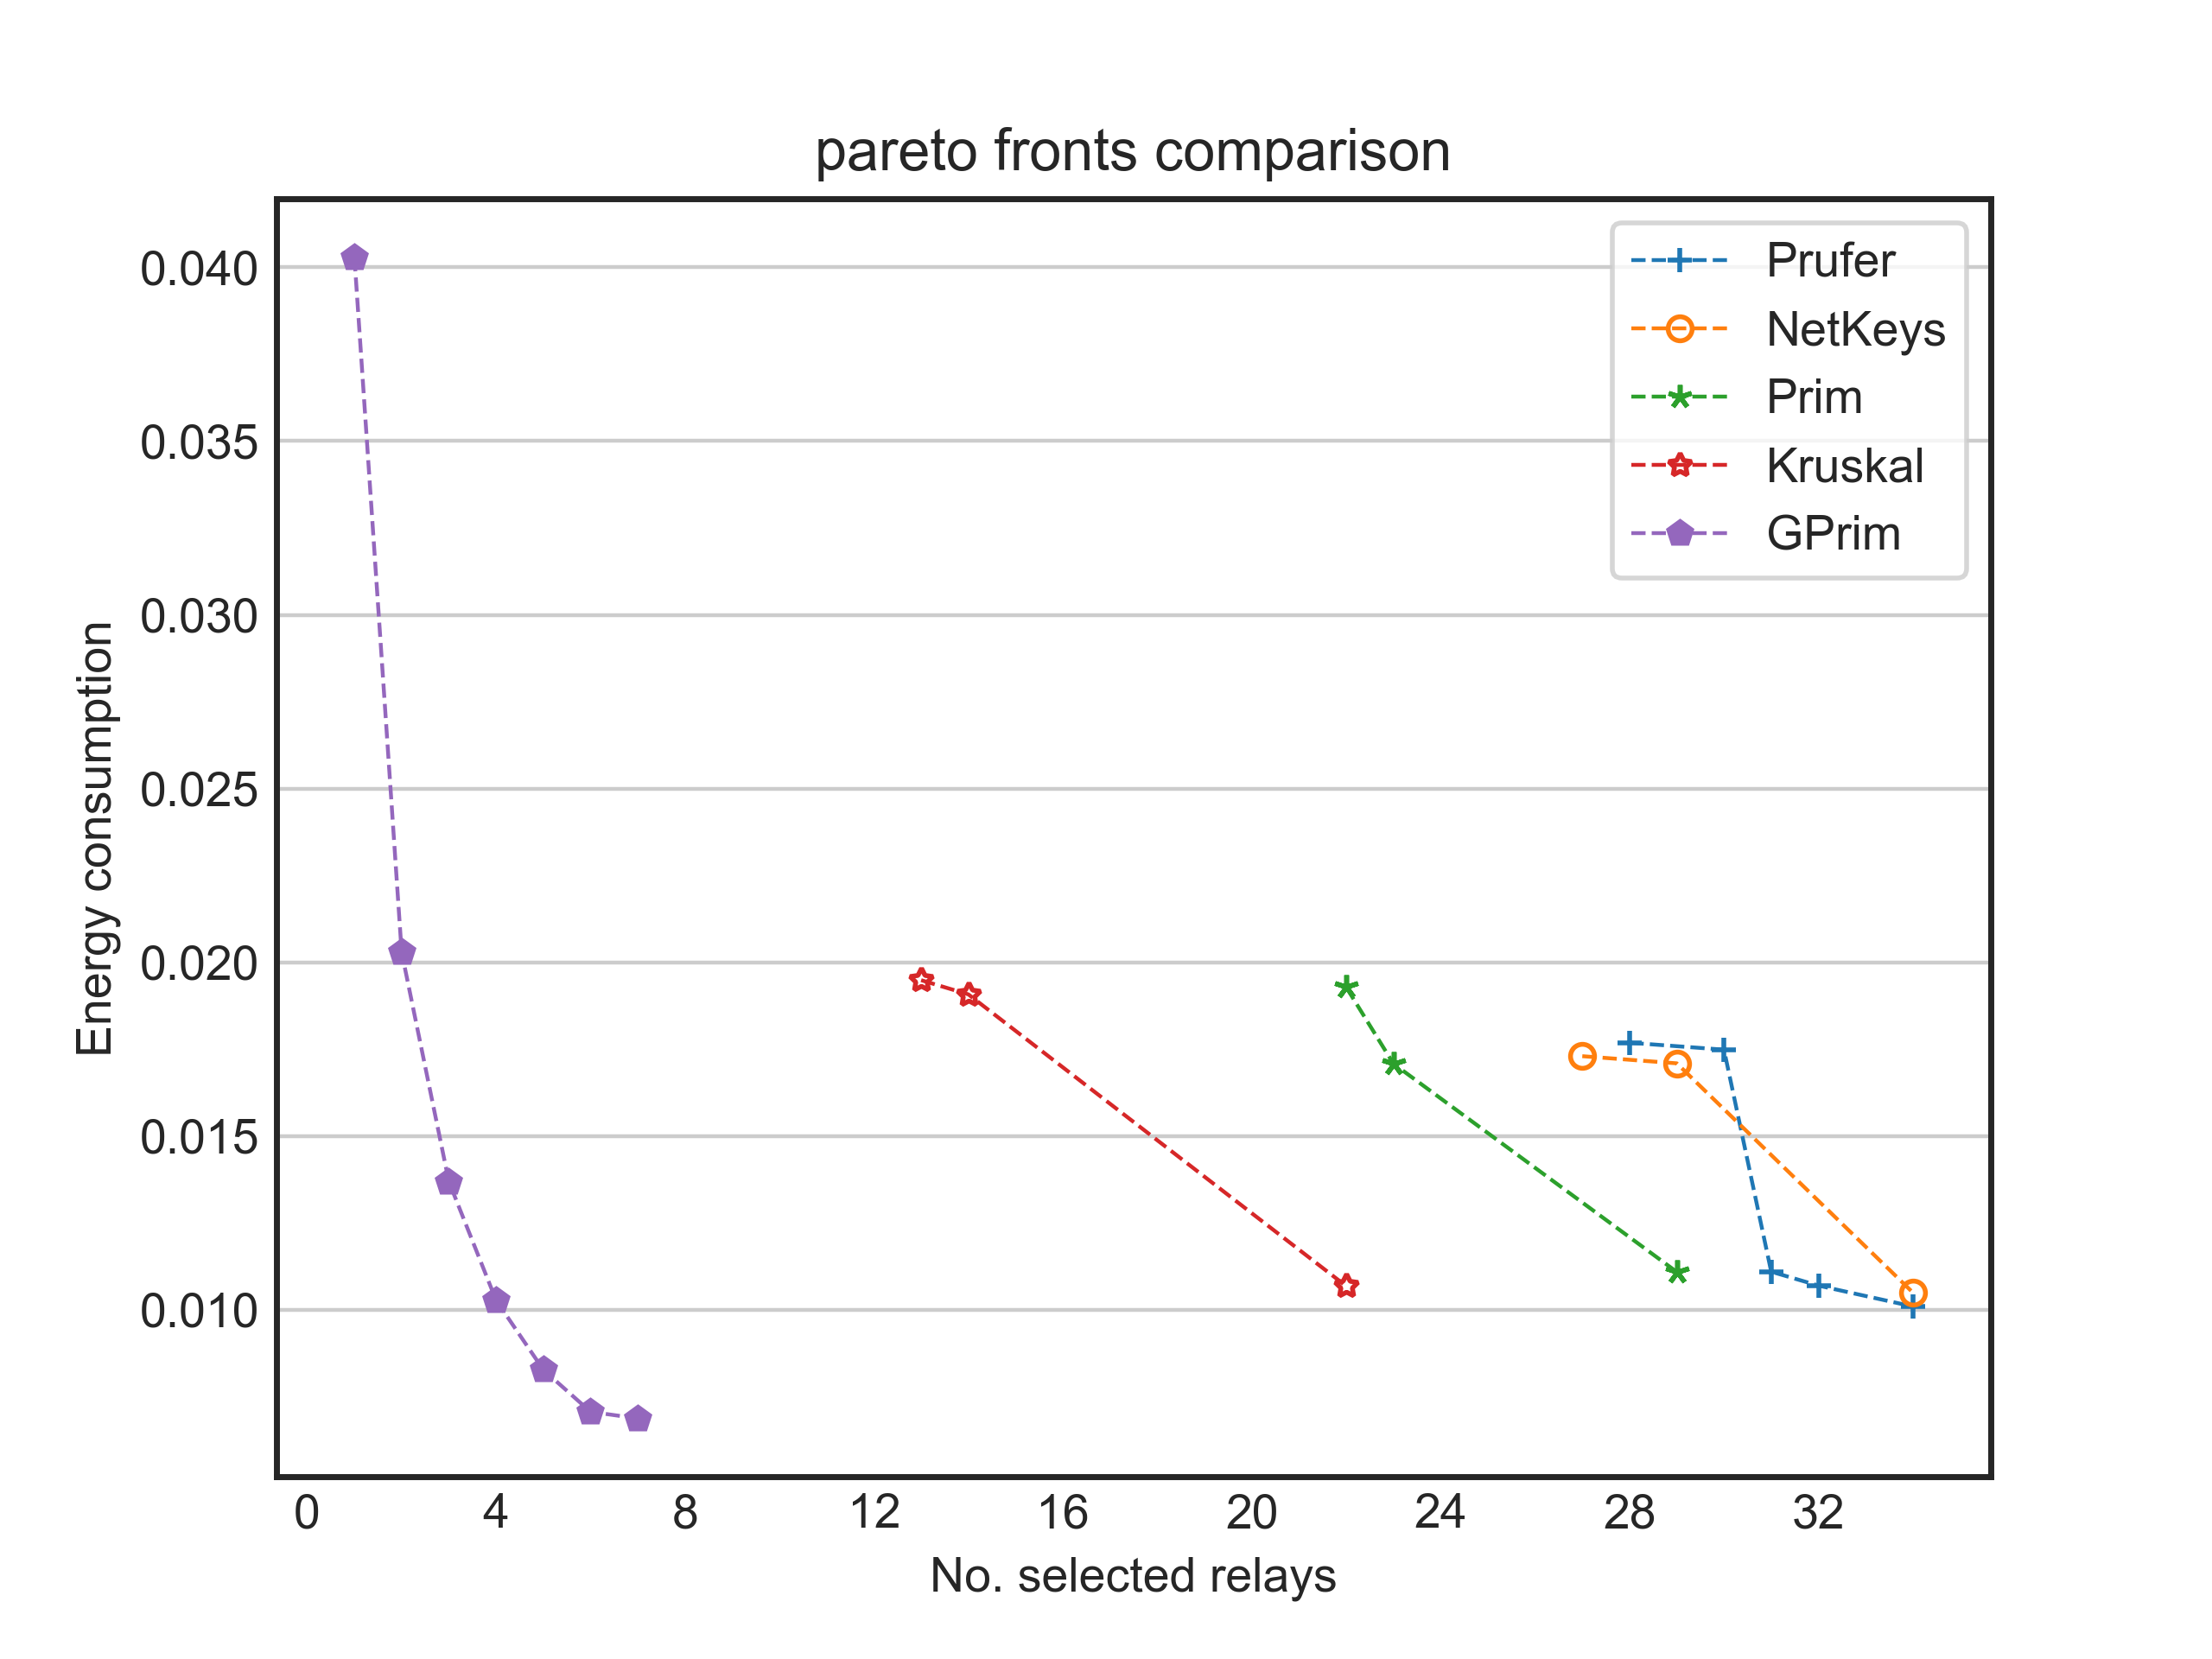 pareto fronts comparison
Prufer
NetKeys
Prim
Kruskal
GPrim
Energy consumption
0.040
0.035
0.030
0.025
0.020
0.015
0.010
0 4 8 12 16 20 24 28 32
No. selected relays